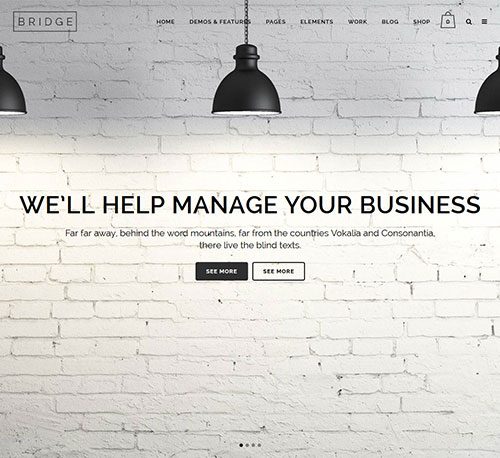 BRIDGE
HOME DEMOS & FEATURES PAGES ELEMENTS WORK BLOG SHOP 0
WE'LL HELP MANAGE YOUR BUSINESS
Far far away, behind the word mountains, far from the countries Vokalia and Consonantia,
there live the blind texts.
SEE MORE SEE MORE